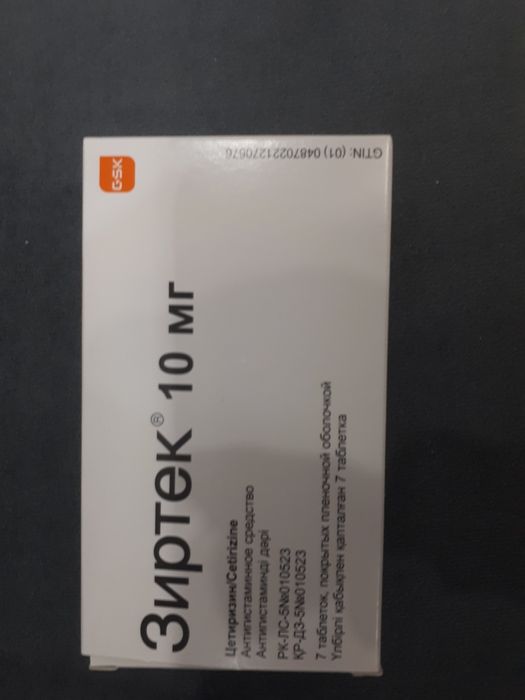 GSK
Зиртек® 10 мг
Цетиризин/Cetirizine
Антигистаминное средство
Антигистаминді дәрі
РК-ЛС-5№010523
ҚР-ДЗ-5№010523
7 таблеток, покрытых пленочной оболочкой
Үлбірлі қабықпен қапталған 7 таблетка
GTIN: (01) 04870221270676